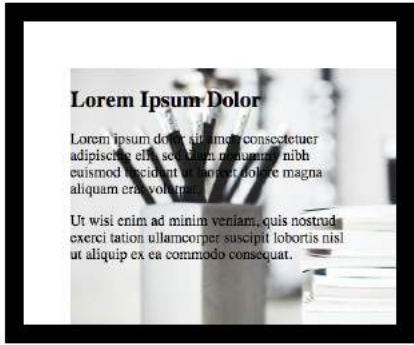 Lorem Ipsum Dolor
Lorem ipsum dolor sit amet, consectetuer
adipiscing elit, sed diam nonummy nibh
euismod tincidunt ut laoreet dolore magna
aliquam erat volutpat.
Ut wisi enim ad minim veniam, quis nostrud
exerci tation ullamcorper suscipit lobortis nisl
ut aliquip ex ea commodo consequat.